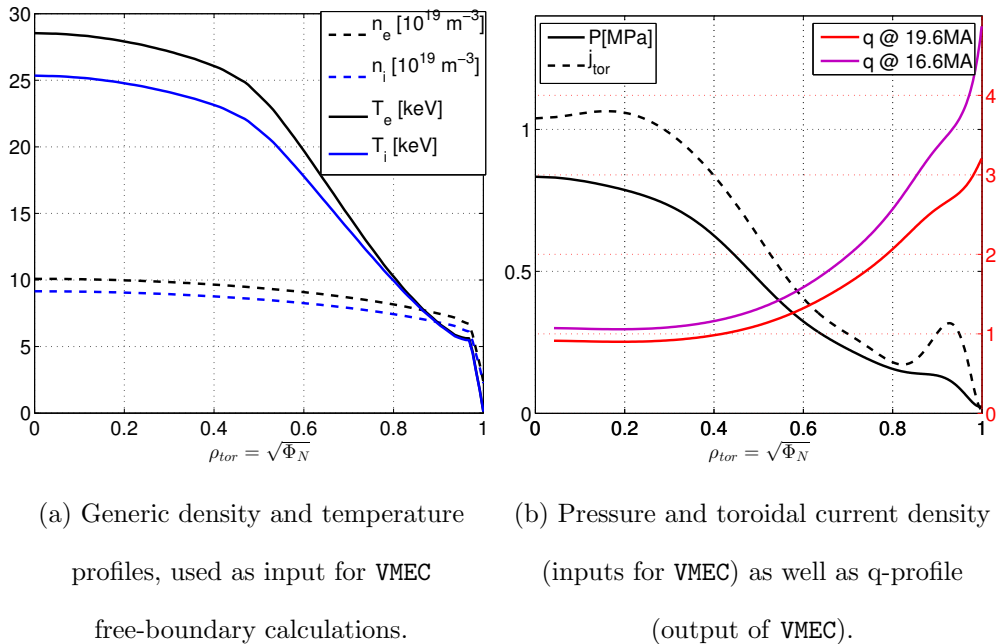 30
25
20
15
10
5
0
0 0.2 0.4 0.6 0.8 1
ρ_tor = √Φ_N
n_e [10^19 m^−3]
n_i [10^19 m^−3]
T_e [keV]
T_i [keV]
1
0.5
0
0 0.2 0.4 0.6 0.8 1
ρ_tor = √Φ_N
P[MPa]
j_tor
q @ 19.6MA
q @ 16.6MA
4
3
2
1
0
(a) Generic density and temperature
profiles, used as input for VMEC
free-boundary calculations.
(b) Pressure and toroidal current density
(inputs for VMEC) as well as q-profile
(output of VMEC).